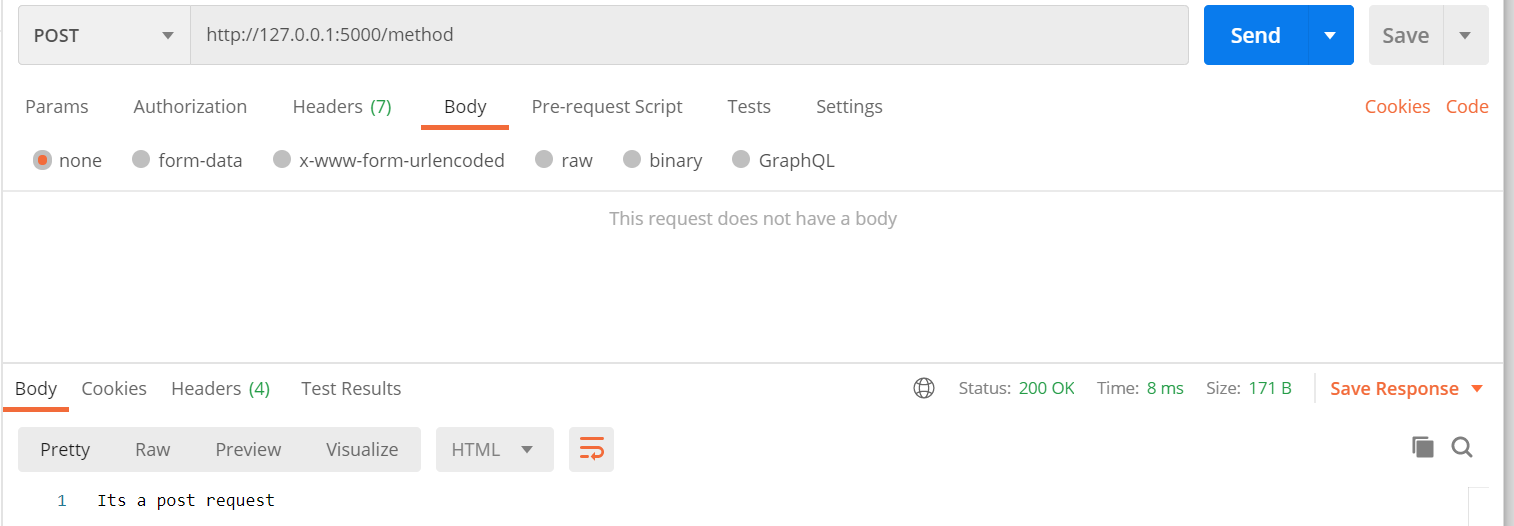 POST http://127.0.0.1:5000/method Send Save
Params Authorization Headers (7) Body Pre-request Script Tests Settings Cookies Code
none form-data x-www-form-urlencoded raw binary GraphQL
This request does not have a body
Body Cookies Headers (4) Test Results Status: 200 OK Time: 8 ms Size: 171 B Save Response
Pretty Raw Preview Visualize HTML
1 Its a post request